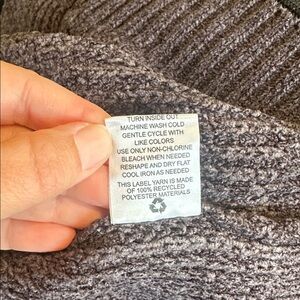 TURN INSIDE OUT
MACHINE WASH COLD
GENTLE CYCLE WITH
LIKE COLORS
USE ONLY NON-CHLORINE
BLEACH WHEN NEEDED
RESHAPE AND DRY FLAT
COOL IRON AS NEEDED
THIS LABEL YARN IS MADE
OF 100% RECYCLED
POLYESTER MATERIALS